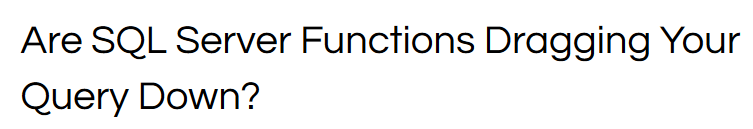 Are SQL Server Functions Dragging Your
Query Down?